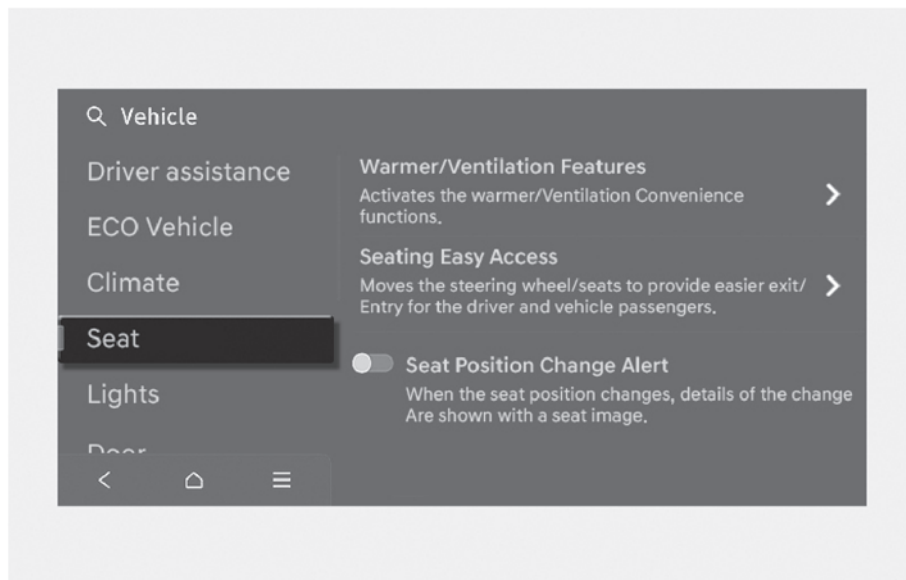 Vehicle
Driver assistance
ECO Vehicle
Climate
Seat
Lights
Door
Warmer/Ventilation Features
Activates the warmer/Ventilation Convenience
functions.
Seating Easy Access
Moves the steering wheel/seats to provide easier exit/
Entry for the driver and vehicle passengers.
Seat Position Change Alert
When the seat position changes, details of the change
Are shown with a seat image.